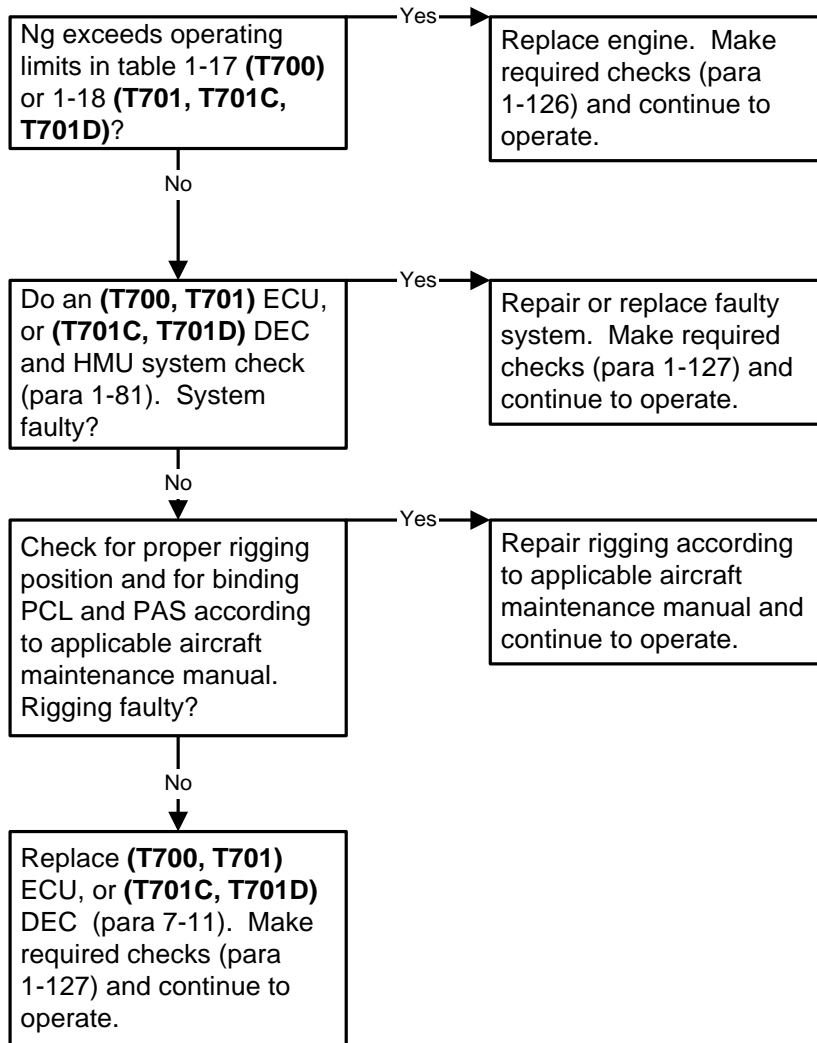 Ng exceeds operating
limits in table 1-17 (T700)
or 1-18 (T701, T701C,
T701D)?
Yes
Replace engine. Make
required checks (para
1-126) and continue to
operate.
No
Do an (T700, T701) ECU,
or (T701C, T701D) DEC
and HMU system check
(para 1-81). System
faulty?
Yes
Repair or replace faulty
system. Make required
checks (para 1-127) and
continue to operate.
No
Check for proper rigging
position and for binding
PCL and PAS according
to applicable aircraft
maintenance manual.
Rigging faulty?
Yes
Repair rigging according
to applicable aircraft
maintenance manual and
continue to operate.
No
Replace (T700, T701)
ECU, or (T701C, T701D)
DEC (para 7-11). Make
required checks (para
1-127) and continue to
operate.